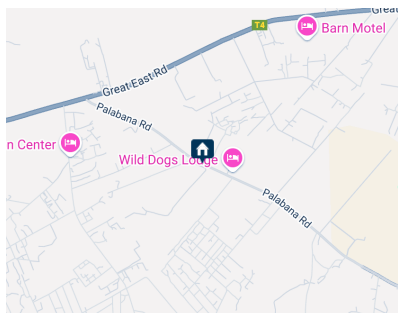 Great
T4
Barn Motel
Great East Rd
Palabana Rd
n Center
Wild Dogs Lodge
Palabana Rd